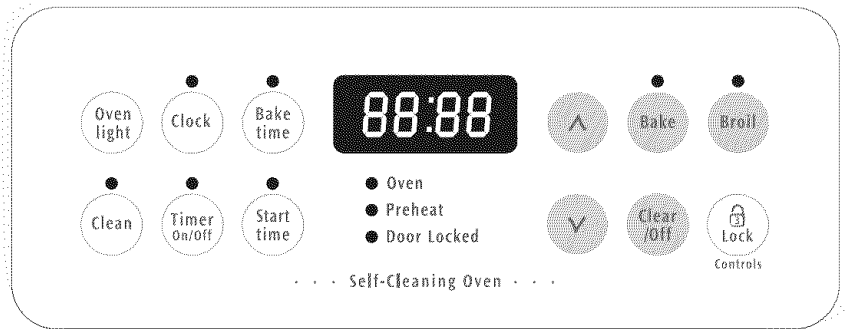 Oven
light
Clock
Bake
time
88:88
∧
Bake
Broil
Clean
Timer
On/Off
Start
time
Oven
Preheat
Door Locked
∨
Clear
/Off
3
Lock
Controls
· · · Self-Cleaning Oven · · ·